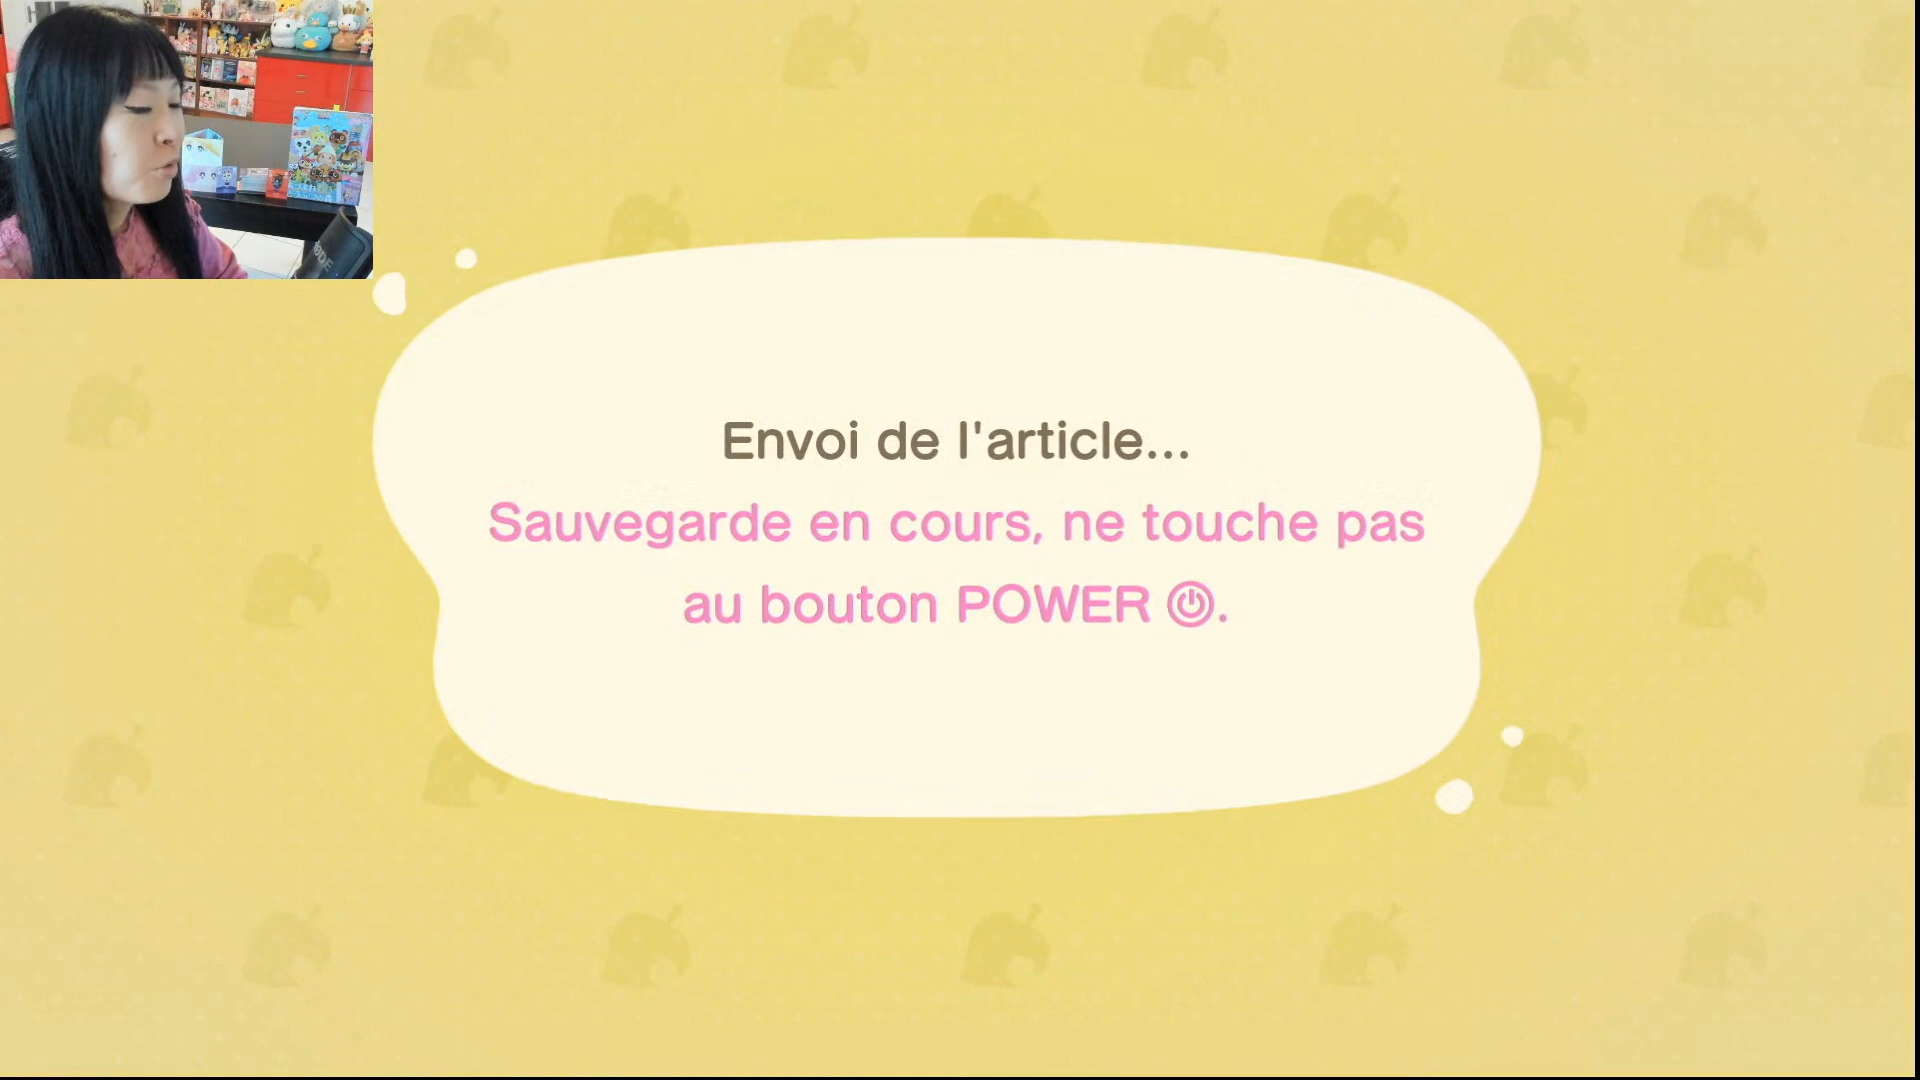 Envoi de l'article...
Sauvegarde en cours, ne touche pas
au bouton POWER ⏻.